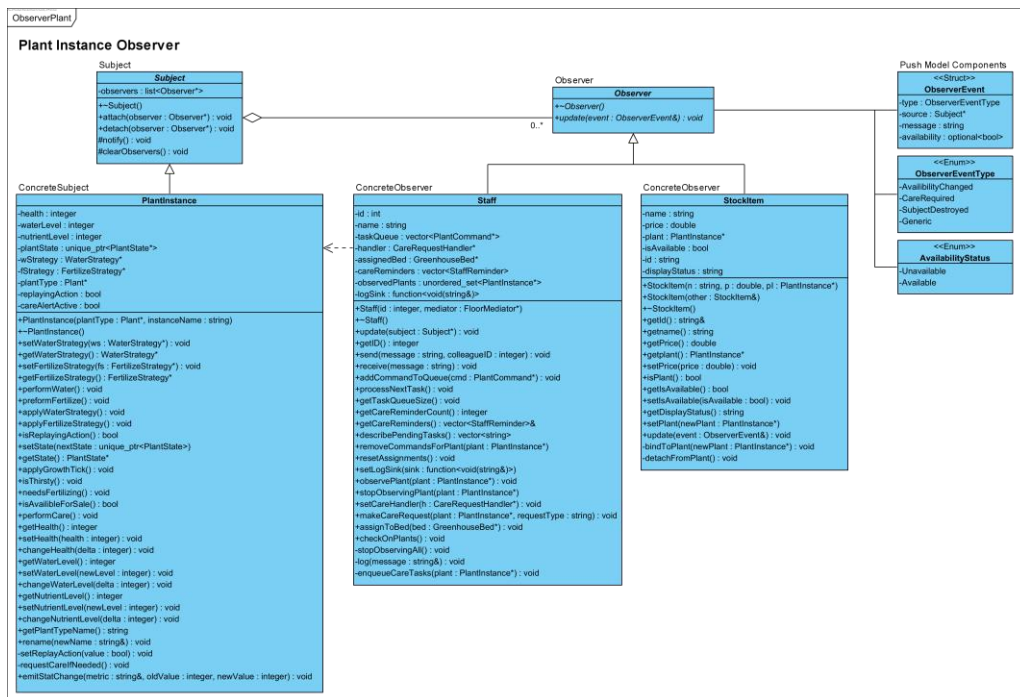 ObserverPlant
Plant Instance Observer
Subject
Subject
-observers : list<Observer*>
+~Subject()
+attach(observer : Observer*) : void
+detach(observer : Observer*) : void
#notify() : void
#clearObservers() : void
0..*
Observer
Observer
+~Observer()
+update(event : ObserverEvent&) : void
Push Model Components
<<Struct>>
ObserverEvent
-type : ObserverEventType
-source : Subject*
-message : string
-availability : optional<bool>
<<Enum>>
ObserverEventType
-AvailibilityChanged
-CareRequired
-SubjectDestroyed
-Generic
<<Enum>>
AvailabilityStatus
-Unavailable
-Available
ConcreteSubject
PlantInstance
-health : integer
-waterLevel : integer
-nutrientLevel : integer
-plantState : unique_ptr<PlantState*>
-wStrategy : WaterStrategy*
-fStrategy : FertilizeStrategy*
-plantType : Plant*
-replayingAction : bool
-careAlertActive : bool
+PlantInstance(plantType : Plant*, instanceName : string)
+~PlantInstance()
+setWaterStrategy(ws : WaterStrategy*) : void
+getWaterStrategy() : WaterStrategy*
+setFertilizeStrategy(fs : FertilizeStrategy*) : void
+getFertilizeStrategy() : FertilizeStrategy*
+performWater() : void
+preformFertilize() : void
+applyWaterStrategy() : void
+applyFertilizeStrategy() : void
+isReplayingAction() : bool
+setState(nextState : unique_ptr<PlantState>)
+getState() : PlantState*
+applyGrowthTick() : void
+isThirsty() : void
+needsFertilizing() : void
+isAvailibleForSale() : bool
+performCare() : void
+getHealth() : integer
+setHealth(health : integer) : void
+changeHealth(delta : integer) : void
+getWaterLevel() : integer
+setWaterLevel(newLevel : integer) : void
+changeWaterLevel(delta : integer) : void
+getNutrientLevel() : integer
+setNutrientLevel(newLevel : integer) : void
+changeNutrientLevel(delta : integer) : void
+getPlantTypeName() : string
+rename(newName : string&) : void
-setReplayAction(value : bool) : void
-requestCareIfNeeded() : void
+emitStatChange(metric : string&, oldValue : integer, newValue : integer) : void
ConcreteObserver
Staff
-id : int
-name : string
-taskQueue : vector<PlantCommand*>
-handler : CareRequestHandler*
-assignedBed : GreenhouseBed*
-careReminders : vector<StaffReminder>
-observedPlants : unordered_set<PlantInstance*>
-logSink : function<void(string&)>
+Staff(id : integer, mediator : FloorMediator*)
+~Staff()
+update(subject : Subject*) : void
+getID() : integer
+send(message : string, colleagueID : integer) : void
+receive(message : string) : void
+addCommandToQueue(cmd : PlantCommand*) : void
+processNextTask() : void
+getTaskQueueSize() : void
+getCareReminderCount() : integer
+getCareReminders() : vector<StaffReminder>&
+describePendingTasks() : vector<string>
+removeCommandsForPlant(plant : PlantInstance*)
+resetAssignments() : void
+setLogSink(sink : function<void(string&)>)
+observePlant(plant : PlantInstance*) : void
+stopObservingPlant(plant : PlantInstance*)
+setCareHandler(h : CareRequestHandler*) : void
+makeCareRequest(plant : PlantInstance*, requestType : string) : void
+assignToBed(bed : GreenhouseBed*) : void
+checkOnPlants() : void
-stopObservingAll() : void
-log(message : string&) : void
-enqueueCareTasks(plant : PlantInstance*) : void
ConcreteObserver
StockItem
-name : string
-price : double
-plant : PlantInstance*
-isAvailable : bool
-id : string
-displayStatus : string
+StockItem(n : string, p : double, pl : PlantInstance*)
+StockItem(other : StockItem&)
+~StockItem()
+getId() : string&
+getname() : string
+getPrice() : double
+getplant() : PlantInstance*
+setPrice(price : double) : void
+isPlant() : bool
+getIsAvailable() : bool
+setIsAvailable(isAvailable : bool) : void
+getDisplayStatus() : string
+setPlant(newPlant : PlantInstance*)
+update(event : ObserverEvent&) : void
+bindToPlant(newPlant : PlantInstance*) : void
-detachFromPlant() : void